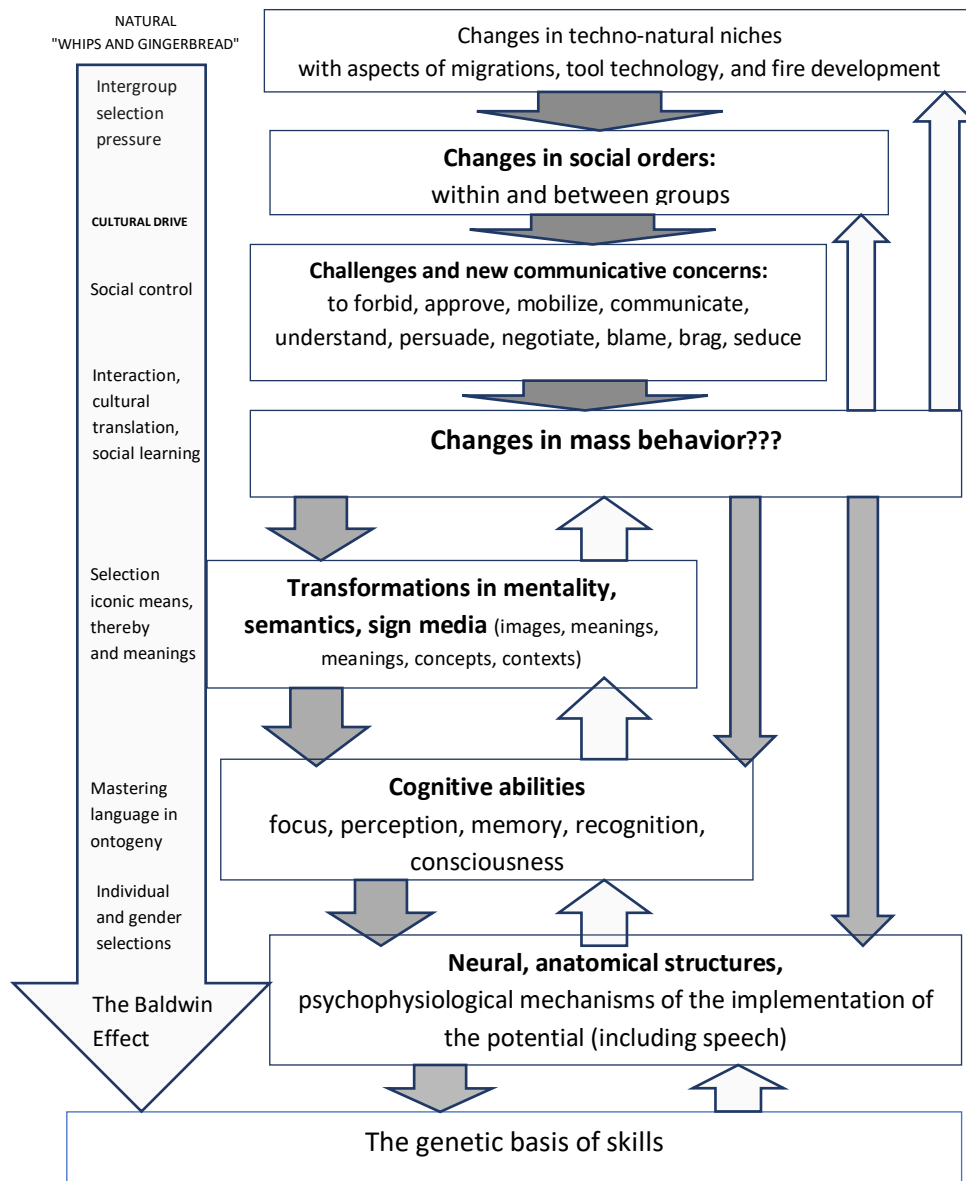 NATURAL
"WHIPS AND GINGERBREAD"
Changes in techno-natural niches
with aspects of migrations, tool technology, and fire development
Intergroup
selection
pressure
Changes in social orders:
within and between groups
CULTURAL DRIVE
Challenges and new communicative concerns:
to forbid, approve, mobilize, communicate,
understand, persuade, negotiate, blame, brag, seduce
Social control
Interaction,
cultural
translation,
social learning
Changes in mass behavior???
Selection
iconic means,
thereby
and meanings
Transformations in mentality,
semantics, sign media (images, meanings,
meanings, concepts, contexts)
Mastering
language in
ontogeny
Cognitive abilities
focus, perception, memory, recognition,
consciousness
Individual
and gender
selections
Neural, anatomical structures,
psychophysiological mechanisms of the implementation of
the potential (including speech)
The Baldwin
Effect
The genetic basis of skills